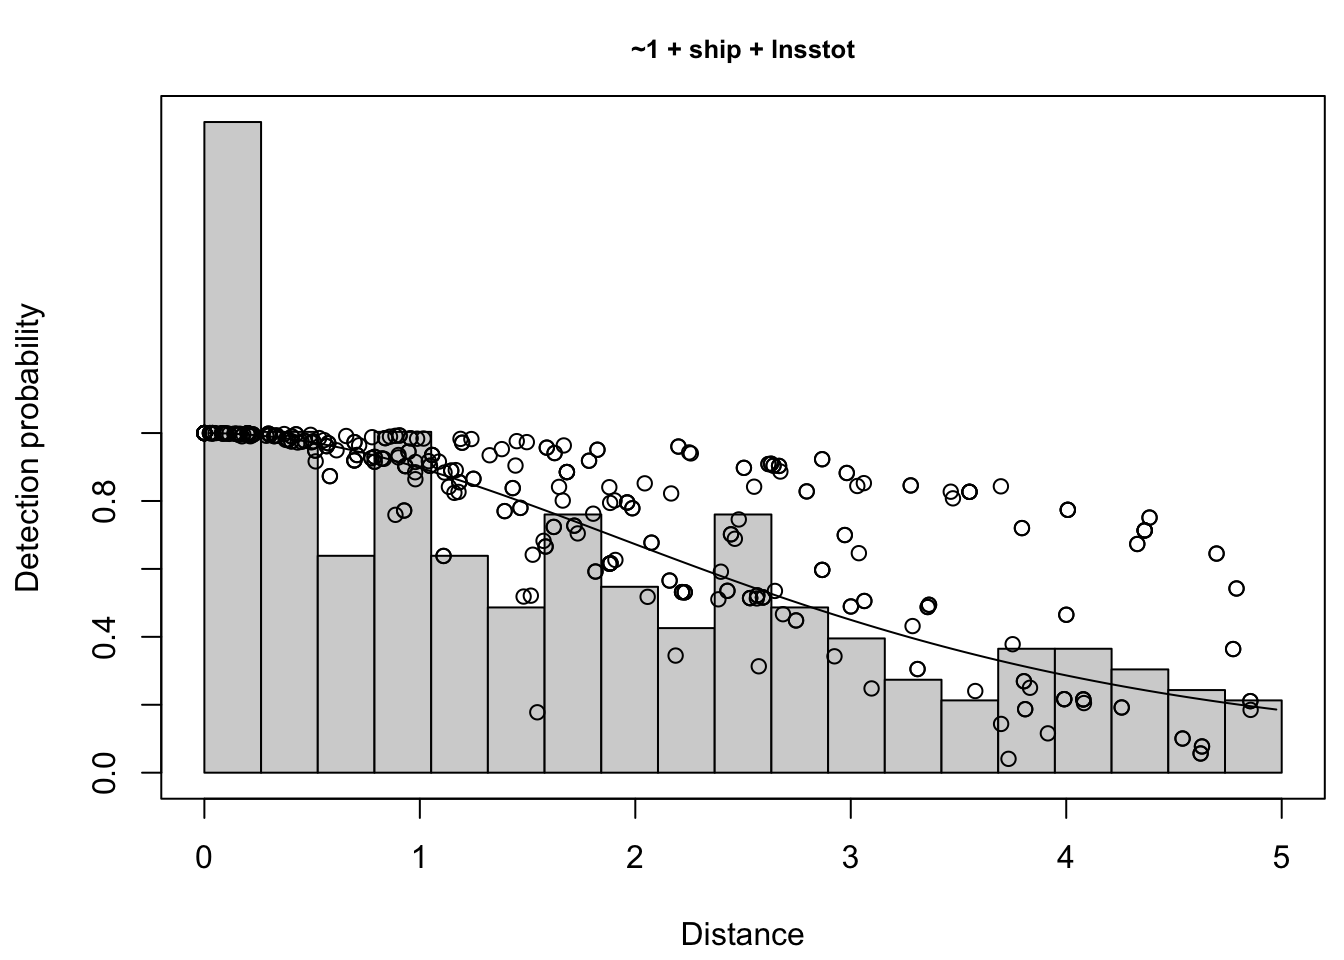 ~1 + ship + lnsstot
Detection probability
0.8
0.4
0.0
0 1 2 3 4 5
Distance